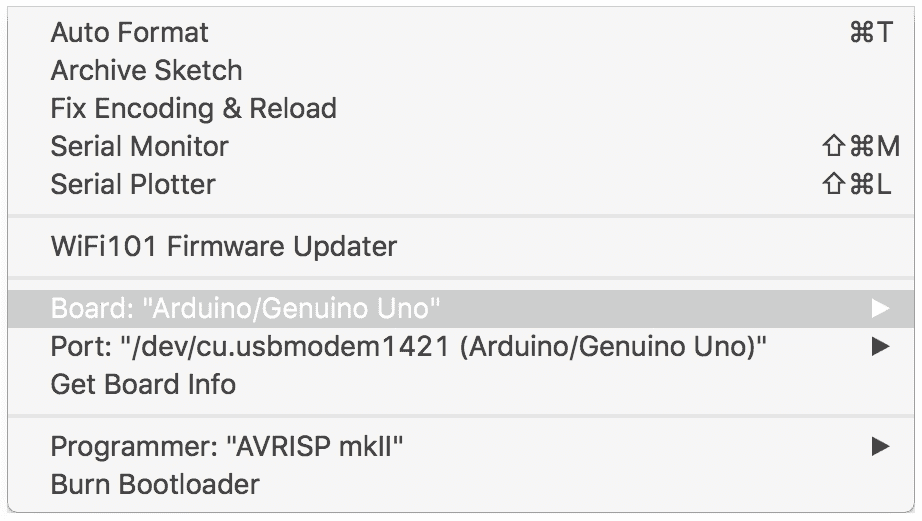 Auto Format ⌘T
Archive Sketch
Fix Encoding & Reload
Serial Monitor ⇧⌘M
Serial Plotter ⇧⌘L
WiFi101 Firmware Updater
Board: "Arduino/Genuino Uno" ▶
Port: "/dev/cu.usbmodem1421 (Arduino/Genuino Uno)" ▶
Get Board Info
Programmer: "AVRISP mkII" ▶
Burn Bootloader